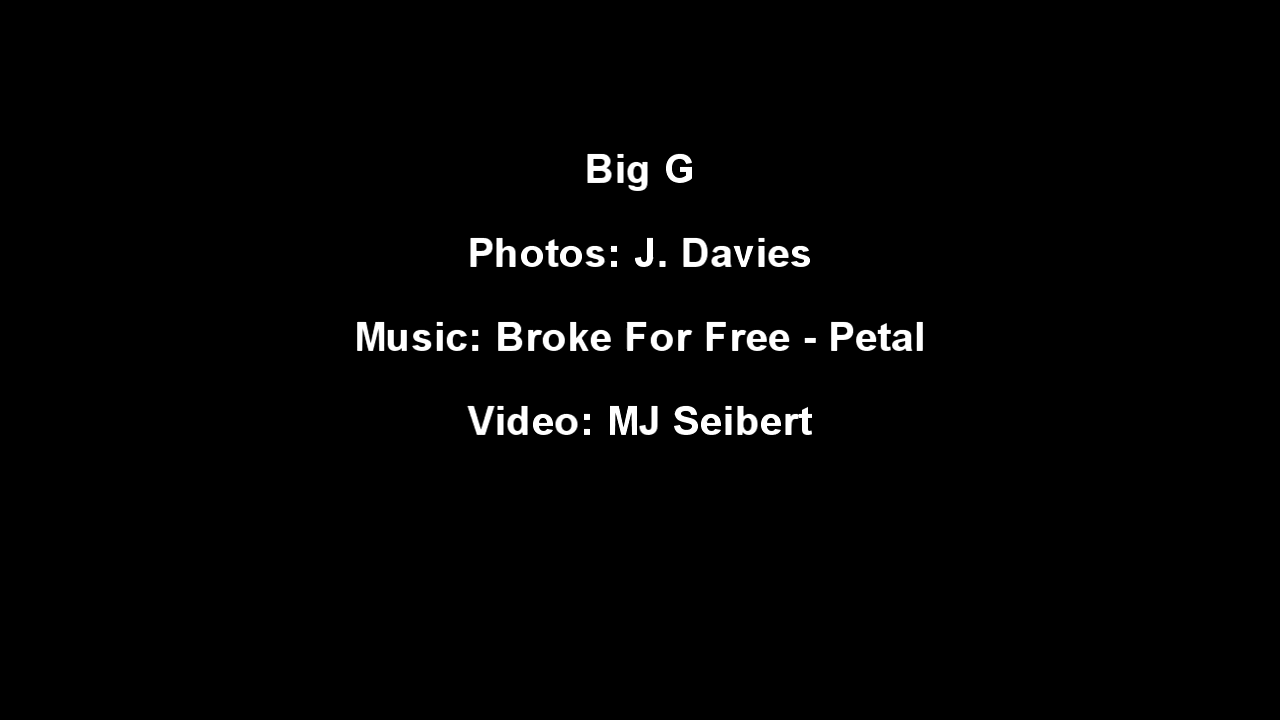 Big G
Photos: J. Davies
Music: Broke For Free - Petal
Video: MJ Seibert